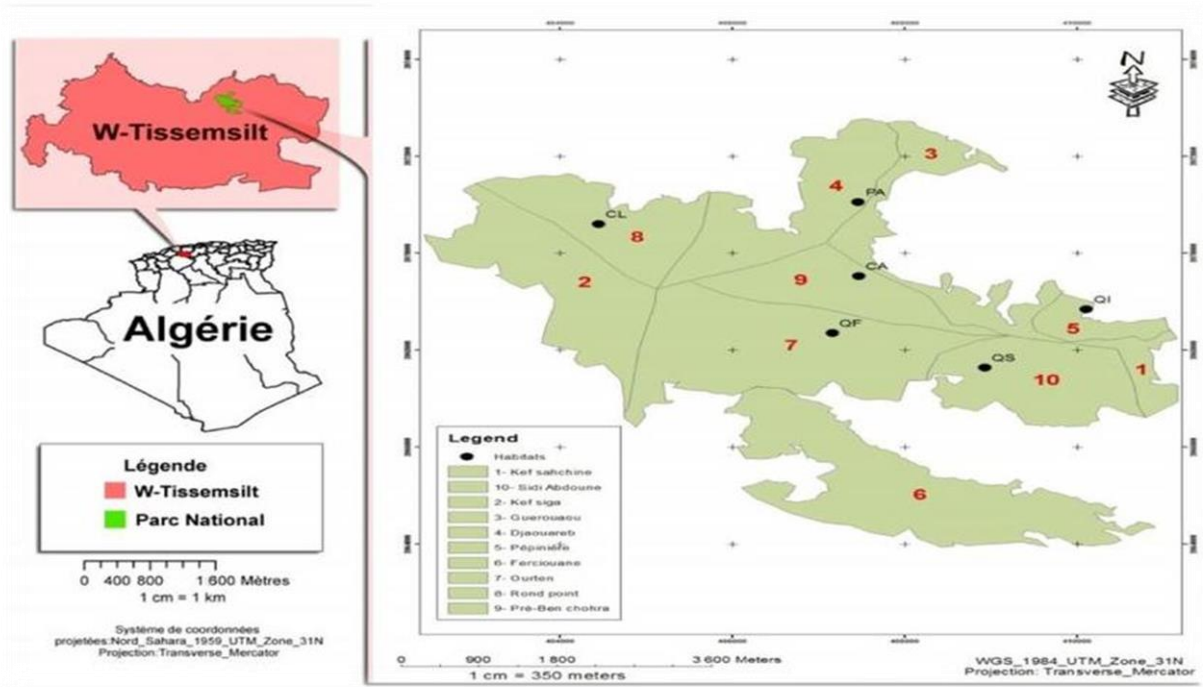 W-Tissemsilt
Algérie
Légende
W-Tissemsilt
Parc National
0 400 800 1 600 Mètres
1 cm = 1 km
Système de coordonnées
projetées:Nord_Sahara_1959_UTM_Zone_31N
Projection:Transverse_Mercator
N
3
4
PA
CL
8
2
9
CA
QI
5
QF
7
QS
10
1
6
Legend
Habitats
1- Kef sahchine
10- Sidi Abdoune
2- Kef siga
3- Guerouaou
4- Djaouareb
5- Pépinière
6- Ferciouane
7- Ourten
8- Rond point
9- Pré-Ben chohra
0 900 1 800 3 600 Meters
1 cm = 350 meters
WGS_1984_UTM_Zone_31N
Projection: Transverse_Mercator